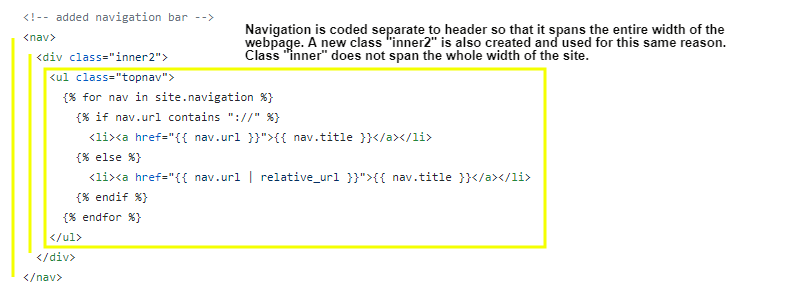 <!-- added navigation bar -->
<nav>
Navigation is coded separate to header so that it spans the entire width of the
webpage. A new class "inner2" is also created and used for this same reason.
Class "inner" does not span the whole width of the site.
<div class="inner2">
<ul class="topnav">
{% for nav in site.navigation %}
{% if nav.url contains "://" %}
<li><a href="{{ nav.url }}">{{ nav.title }}</a></li>
{% else %}
<li><a href="{{ nav.url | relative_url }}">{{ nav.title }}</a></li>
{% endif %}
{% endfor %}
</ul>
</div>
</nav>